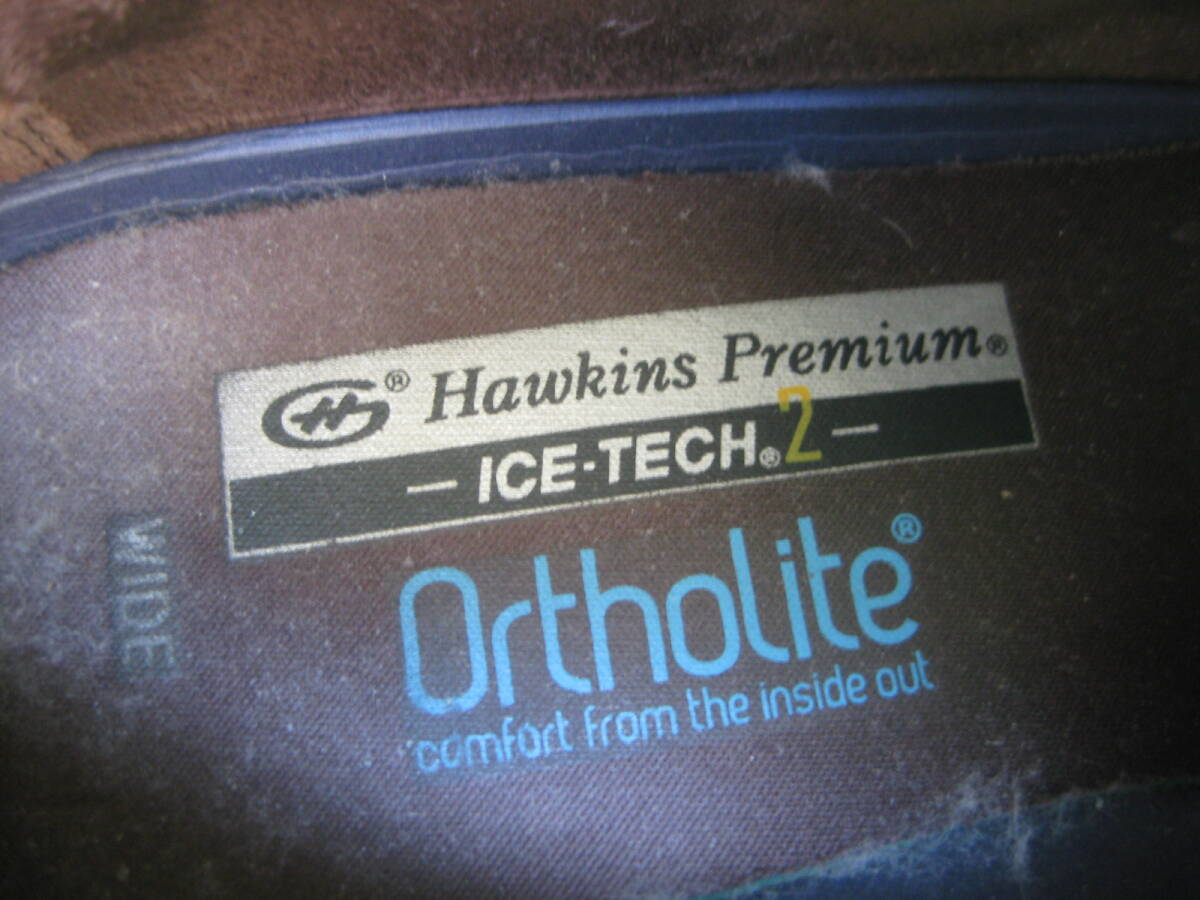 H® Hawkins Premium®
- ICE-TECH®2 -
Ortholite®
comfort from the inside out
WIDE